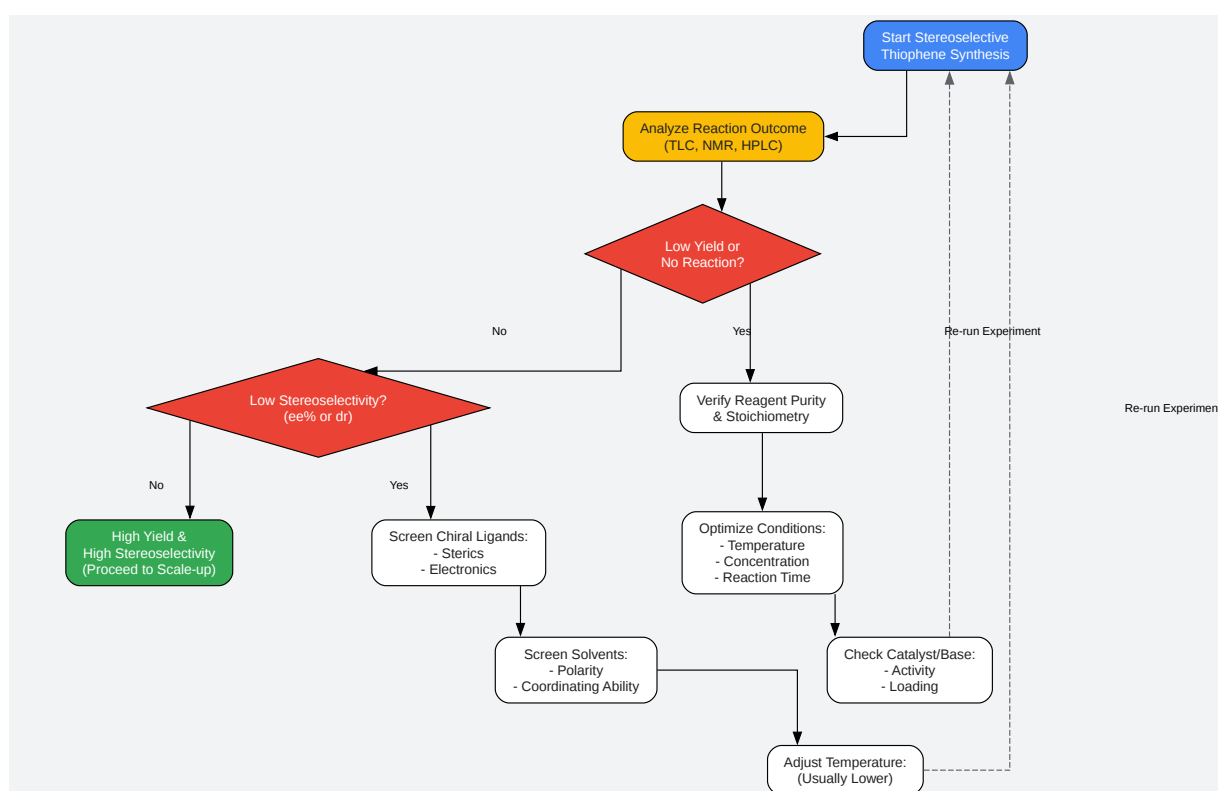 Start Stereoselective
Thiophene Synthesis
Analyze Reaction Outcome
(TLC, NMR, HPLC)
Low Yield or
No Reaction?
No
Yes
Re-run Experiment
Low Stereoselectivity?
(ee% or dr)
Verify Reagent Purity
& Stoichiometry
Re-run Experimen
No
Yes
High Yield &
High Stereoselectivity
(Proceed to Scale-up)
Screen Chiral Ligands:
- Sterics
- Electronics
Optimize Conditions:
- Temperature
- Concentration
- Reaction Time
Screen Solvents:
- Polarity
- Coordinating Ability
Check Catalyst/Base:
- Activity
- Loading
Adjust Temperature:
(Usually Lower)